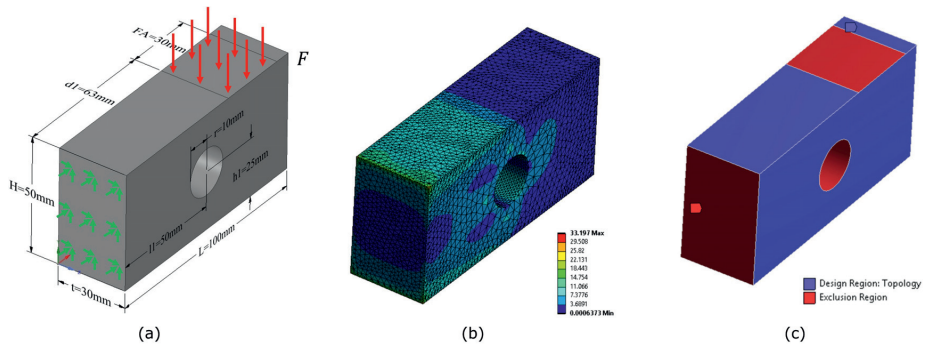 FA=30mm
F
d1=63mm
r=10mm
h1=25mm
H=50mm
l1=50mm
L=100mm
t=30mm
(a)
33.197 Max
29.508
25.82
22.131
18.443
14.754
11.066
7.3776
3.6891
0.0006373 Min
(b)
Design Region: Topology
Exclusion Region
(c)